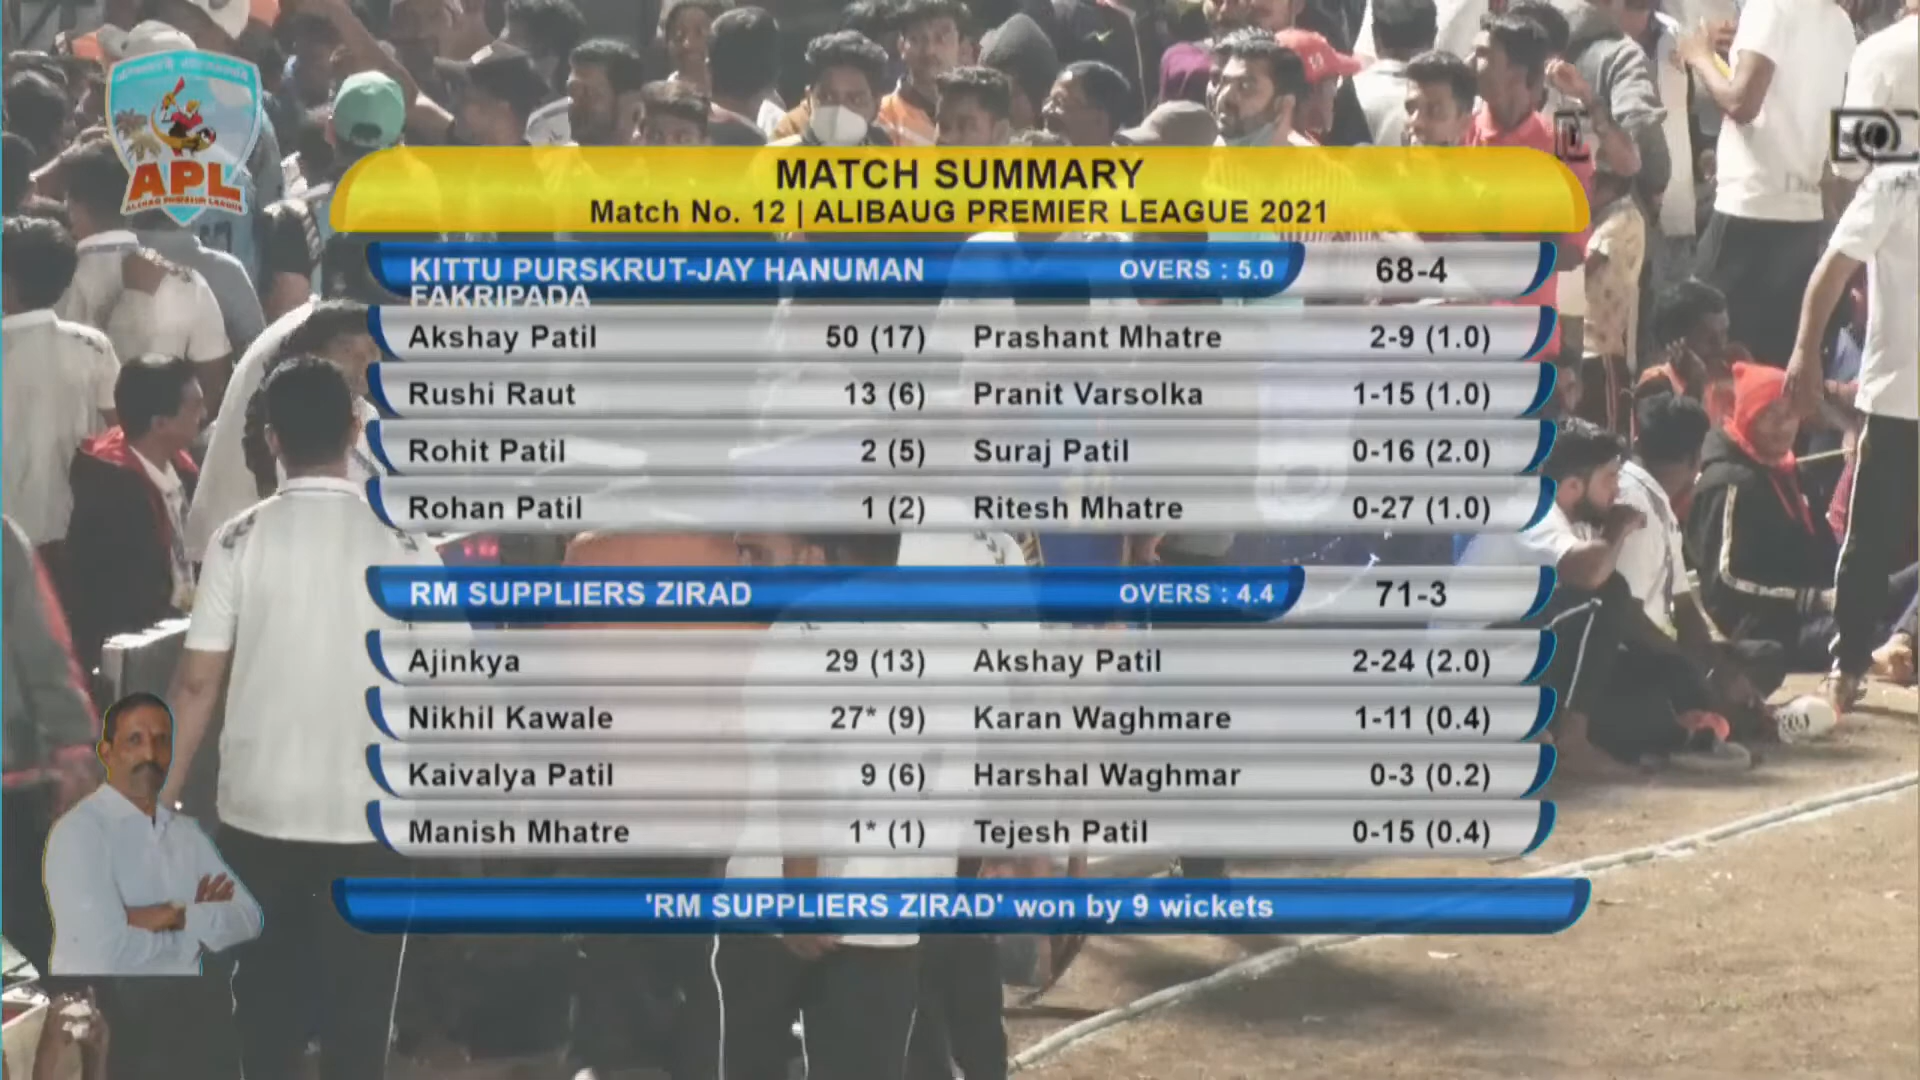 APL
ALIBAG PREMIER LEAGUE
MATCH SUMMARY
Match No. 12 | ALIBAUG PREMIER LEAGUE 2021
KITTU PURSKRUT-JAY HANUMAN FAKRIPADA OVERS : 5.0 68-4
Akshay Patil 50 (17) Prashant Mhatre 2-9 (1.0)
Rushi Raut 13 (6) Pranit Varsolka 1-15 (1.0)
Rohit Patil 2 (5) Suraj Patil 0-16 (2.0)
Rohan Patil 1 (2) Ritesh Mhatre 0-27 (1.0)
RM SUPPLIERS ZIRAD OVERS : 4.4 71-3
Ajinkya 29 (13) Akshay Patil 2-24 (2.0)
Nikhil Kawale 27* (9) Karan Waghmare 1-11 (0.4)
Kaivalya Patil 9 (6) Harshal Waghmar 0-3 (0.2)
Manish Mhatre 1* (1) Tejesh Patil 0-15 (0.4)
'RM SUPPLIERS ZIRAD' won by 9 wickets